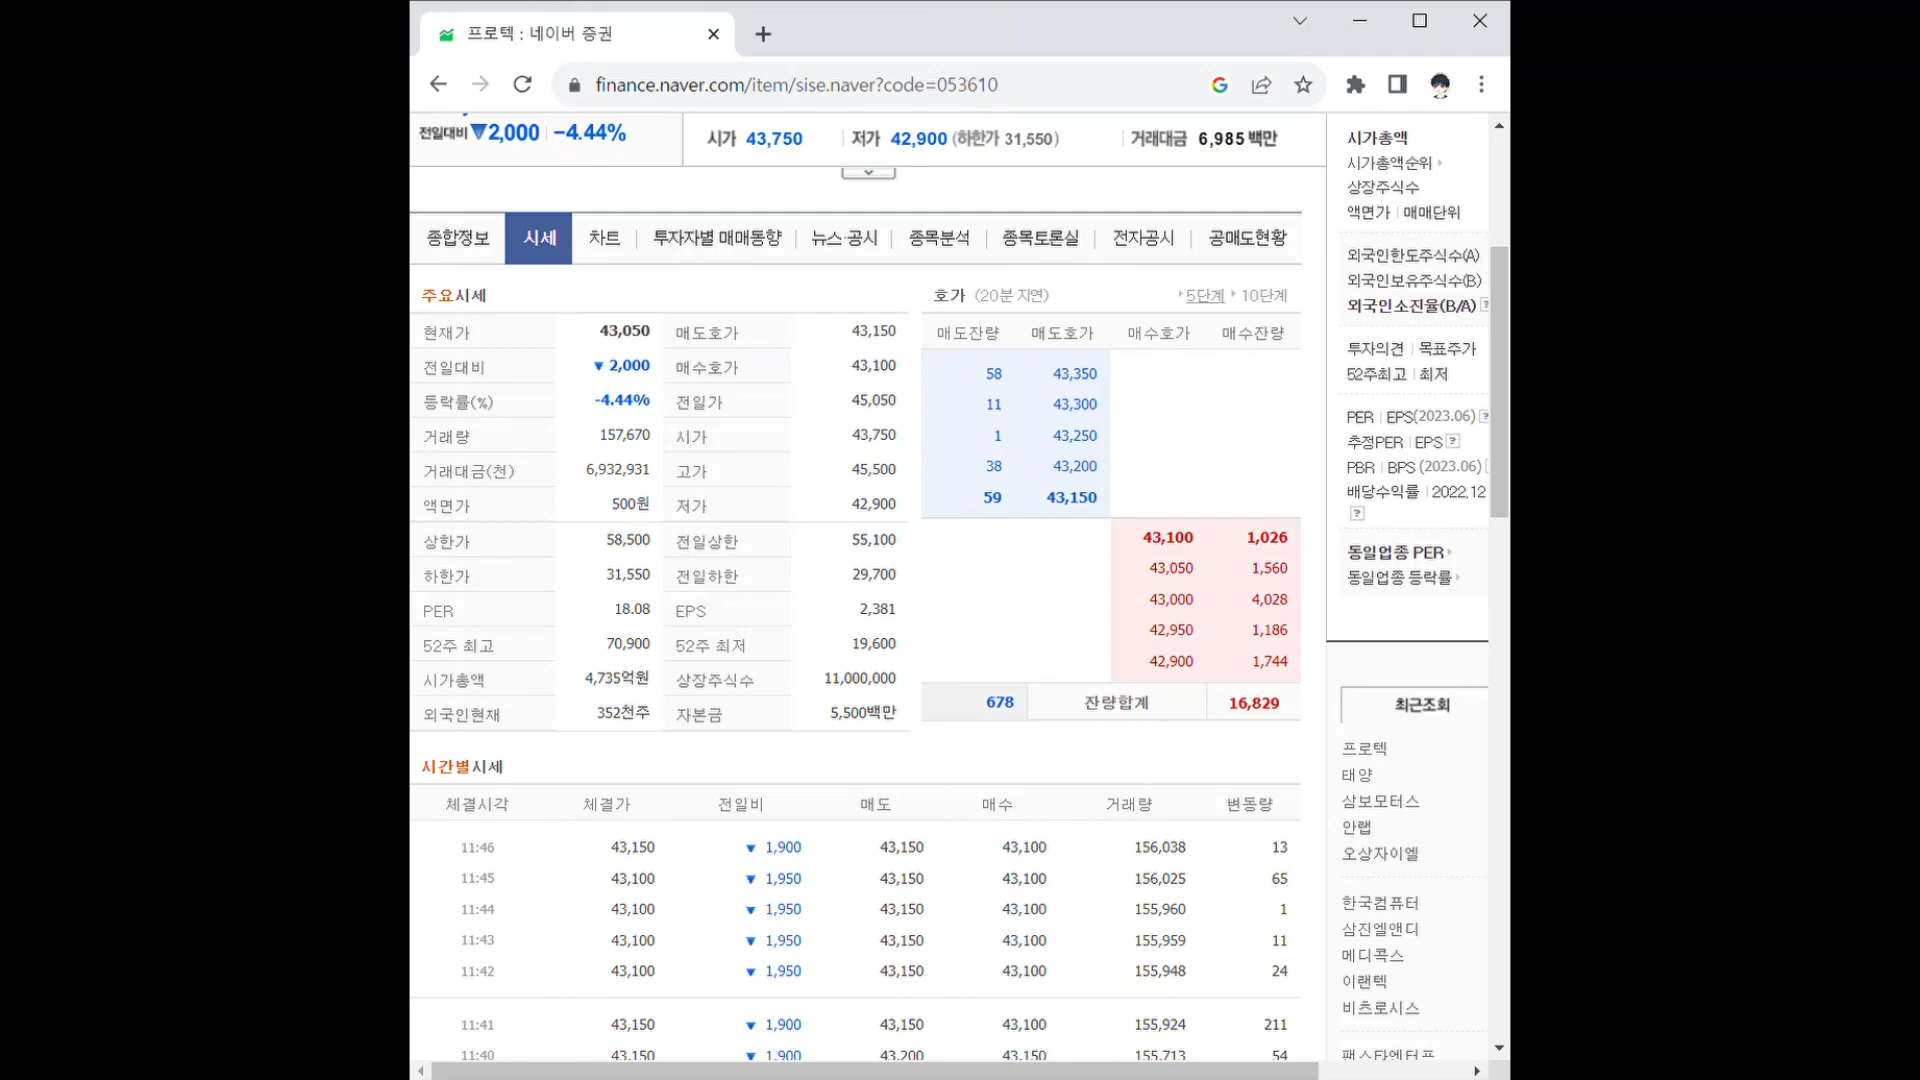 프로텍 : 네이버 증권
finance.naver.com/item/sise.naver?code=053610
전일대비 ▼2,000 | −4.44%
시가 43,750 | 저가 42,900 (하한가 31,550) | 거래대금 6,985 백만
종합정보 시세 차트 | 투자자별 매매동향 | 뉴스·공시 | 종목분석 | 종목토론실 | 전자공시 | 공매도현황
주요시세
현재가 43,050 매도호가 43,150
전일대비 ▼ 2,000 매수호가 43,100
등락률(%) -4.44% 전일가 45,050
거래량 157,670 시가 43,750
거래대금(천) 6,932,931 고가 45,500
액면가 500원 저가 42,900
상한가 58,500 전일상한 55,100
하한가 31,550 전일하한 29,700
PER 18.08 EPS 2,381
52주 최고 70,900 52주 최저 19,600
시가총액 4,735억원 상장주식수 11,000,000
외국인현재 352천주 자본금 5,500백만
호가 (20분 지연) 5단계 10단계
매도잔량 매도호가 매수호가 매수잔량
58 43,350
11 43,300
1 43,250
38 43,200
59 43,150
43,100 1,026
43,050 1,560
43,000 4,028
42,950 1,186
42,900 1,744
678 잔량합계 16,829
시간별시세
체결시각 체결가 전일비 매도 매수 거래량 변동량
11:46 43,150 ▼ 1,900 43,150 43,100 156,038 13
11:45 43,100 ▼ 1,950 43,150 43,100 156,025 65
11:44 43,100 ▼ 1,950 43,150 43,100 155,960 1
11:43 43,100 ▼ 1,950 43,150 43,100 155,959 11
11:42 43,100 ▼ 1,950 43,150 43,100 155,948 24
11:41 43,150 ▼ 1,900 43,150 43,100 155,924 211
11:40 43,150 ▼ 1,900 43,200 43,150 155,713 54
시가총액
시가총액순위
상장주식수
액면가 | 매매단위
외국인한도주식수(A)
외국인보유주식수(B)
외국인소진율(B/A) ?
투자의견 | 목표주가
52주최고 | 최저
PER | EPS(2023.06) ?
추정PER | EPS ?
PBR | BPS (2023.06)
배당수익률 | 2022.12
?
동일업종 PER
동일업종 등락률
최근조회
프로텍
태양
삼보모터스
안랩
오상자이엘
한국컴퓨터
삼진엘앤디
메디콕스
이랜텍
비츠로시스
팬스타엔터프